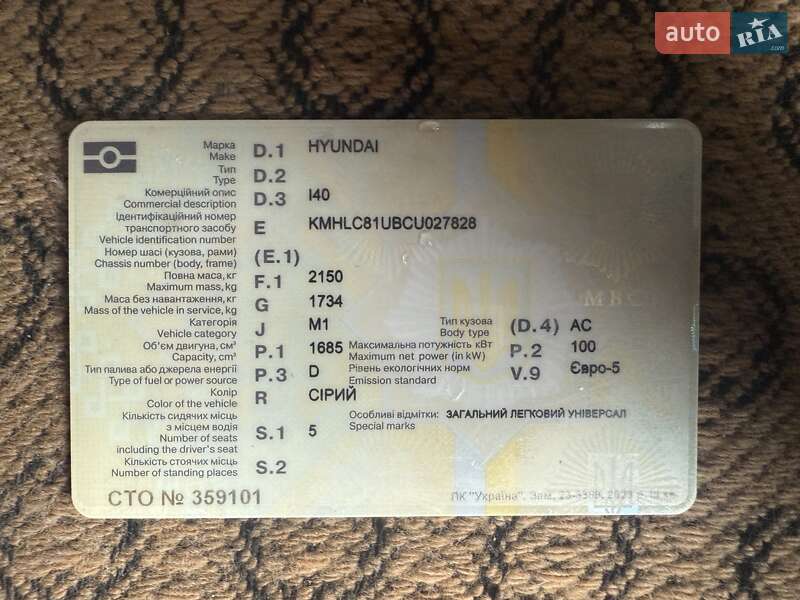 auto RIA .com
Марка
Make D.1 HYUNDAI
Тип
Type D.2
Комерційний опис
Commercial description D.3 I40
Ідентифікаційний номер
транспортного засобу E KMHLC81UBCU027828
Vehicle identification number
Номер шасі (кузова, рами) (E.1)
Chassis number (body, frame)
Повна маса, кг F.1 2150
Maximum mass, kg
Маса без навантаження, кг G 1734
Mass of the vehicle in service, kg
Категорія J M1 Тип кузова (D.4) АС
Vehicle category Body type
Об'єм двигуна, см³ P.1 1685 Максимальна потужність кВт P.2 100
Capacity, cm³ Maximum net power (in kW)
Тип палива або джерела енергії P.3 D Рівень екологічних норм V.9 Євро-5
Type of fuel or power source Emission standard
Колір R СІРИЙ
Color of the vehicle
Кількість сидячих місць Особливі відмітки: ЗАГАЛЬНИЙ ЛЕГКОВИЙ УНІВЕРСАЛ
з місцем водія S.1 5 Special marks
Number of seats
including the driver's seat
Кількість стоячих місць S.2
Number of standing places
СТО № 359101 ПК "Україна". Зам.